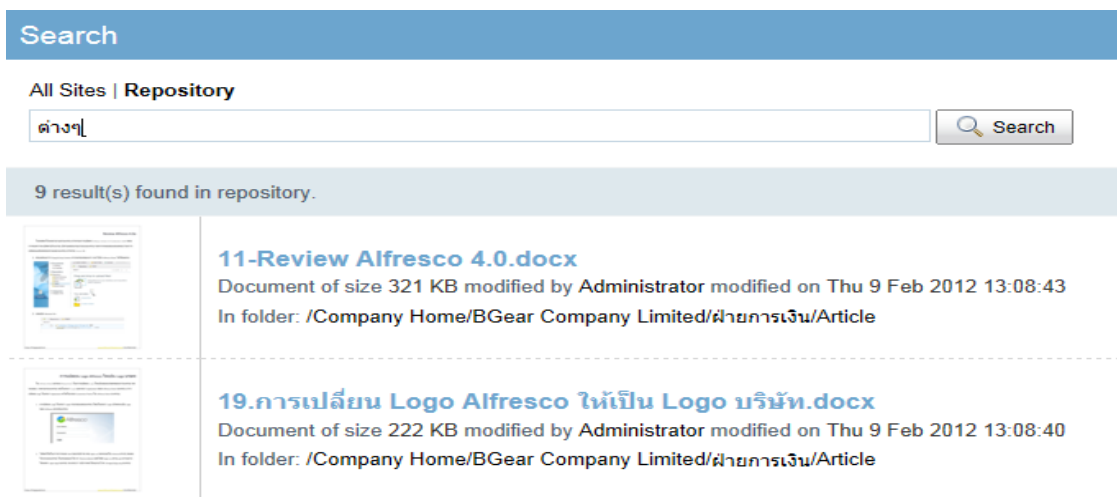 Search
All Sites | Repository
ต่างๆ
Search
9 result(s) found in repository.
11-Review Alfresco 4.0.docx
Document of size 321 KB modified by Administrator modified on Thu 9 Feb 2012 13:08:43
In folder: /Company Home/BGear Company Limited/ฝ่ายการเงิน/Article
19.การเปลี่ยน Logo Alfresco ให้เป็น Logo บริษัท.docx
Document of size 222 KB modified by Administrator modified on Thu 9 Feb 2012 13:08:40
In folder: /Company Home/BGear Company Limited/ฝ่ายการเงิน/Article